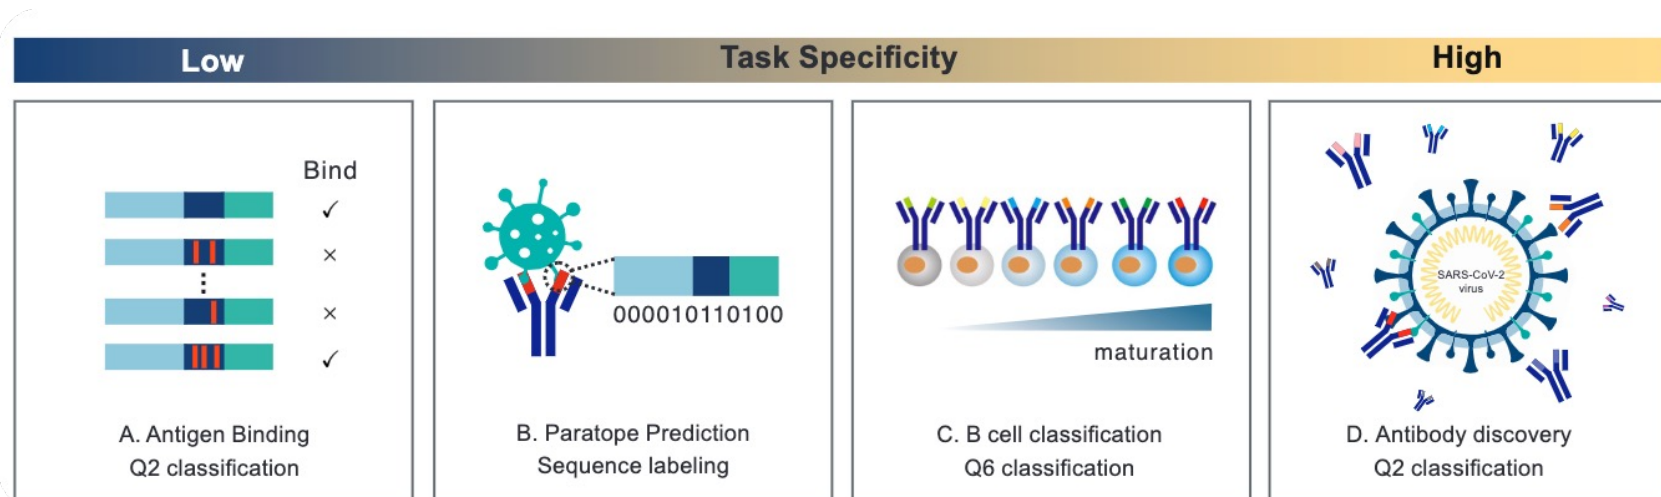 Low Task Specificity High
Bind
✓
×
×
✓
A. Antigen Binding
Q2 classification
000010110100
B. Paratope Prediction
Sequence labeling
maturation
C. B cell classification
Q6 classification
SARS-CoV-2
virus
D. Antibody discovery
Q2 classification